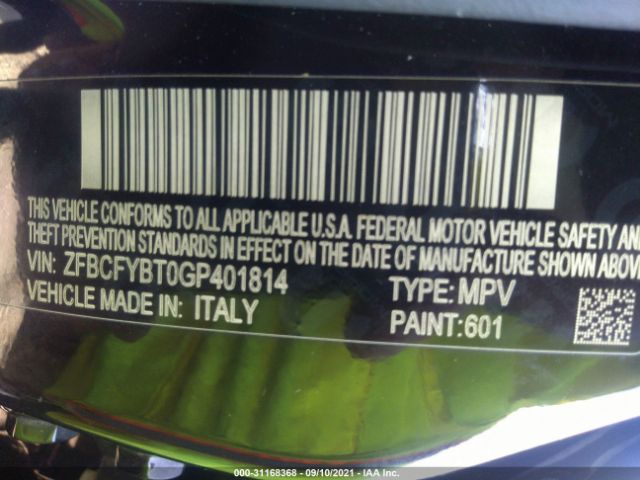 THIS VEHICLE CONFORMS TO ALL APPLICABLE U.S.A. FEDERAL MOTOR VEHICLE SAFETY AND
THEFT PREVENTION STANDARDS IN EFFECT ON THE DATE OF MANUFACTURE SHOWN ABOV
VIN: ZFBCFYBT0GP401814 TYPE: MPV
VEHICLE MADE IN: ITALY PAINT:601
000-31168368 - 09/10/2021 - IAA Inc.